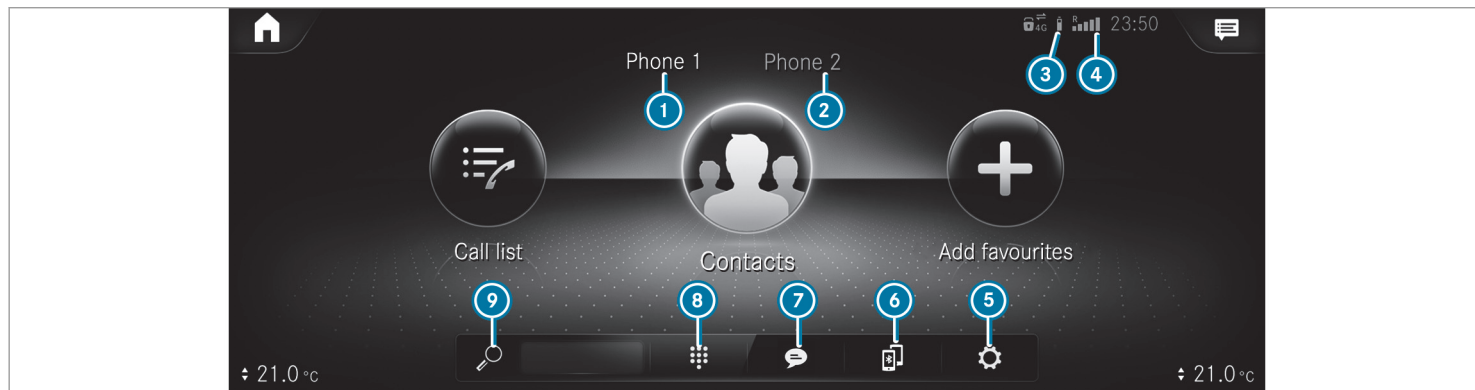 4G R 23:50
Phone 1 Phone 2
3 4
1 2
Call list Contacts Add favourites
9 8 7 6 5
21.0 °C 21.0 °C